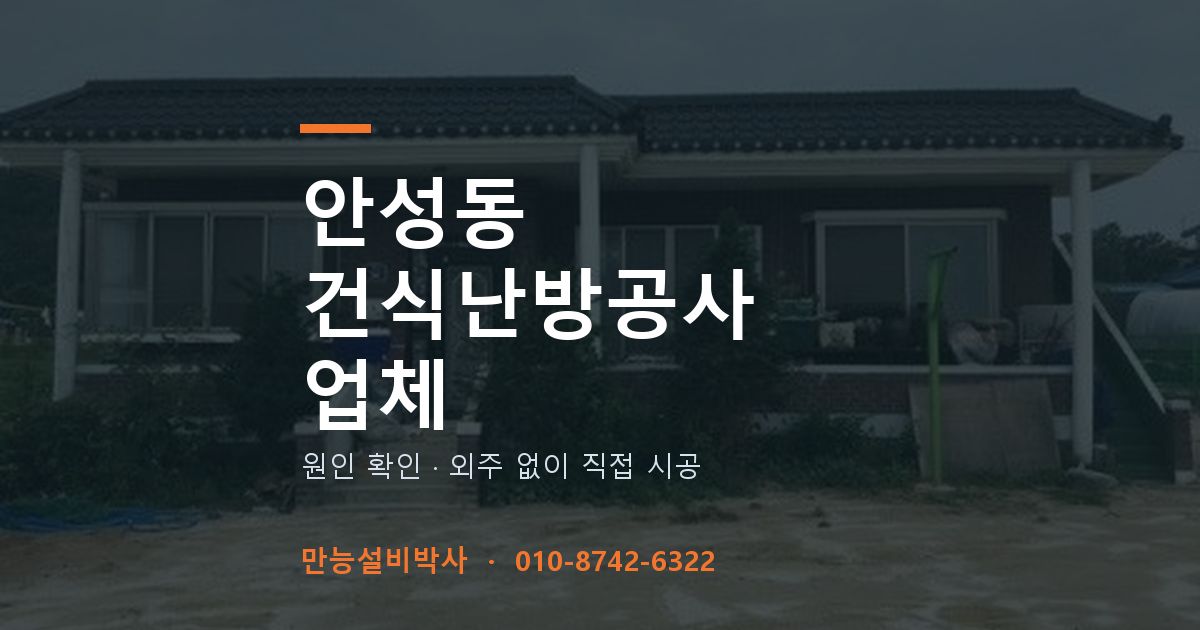 안성동
건식난방공사
업체
원인 확인 · 외주 없이 직접 시공
만능설비박사 · 010-8742-6322